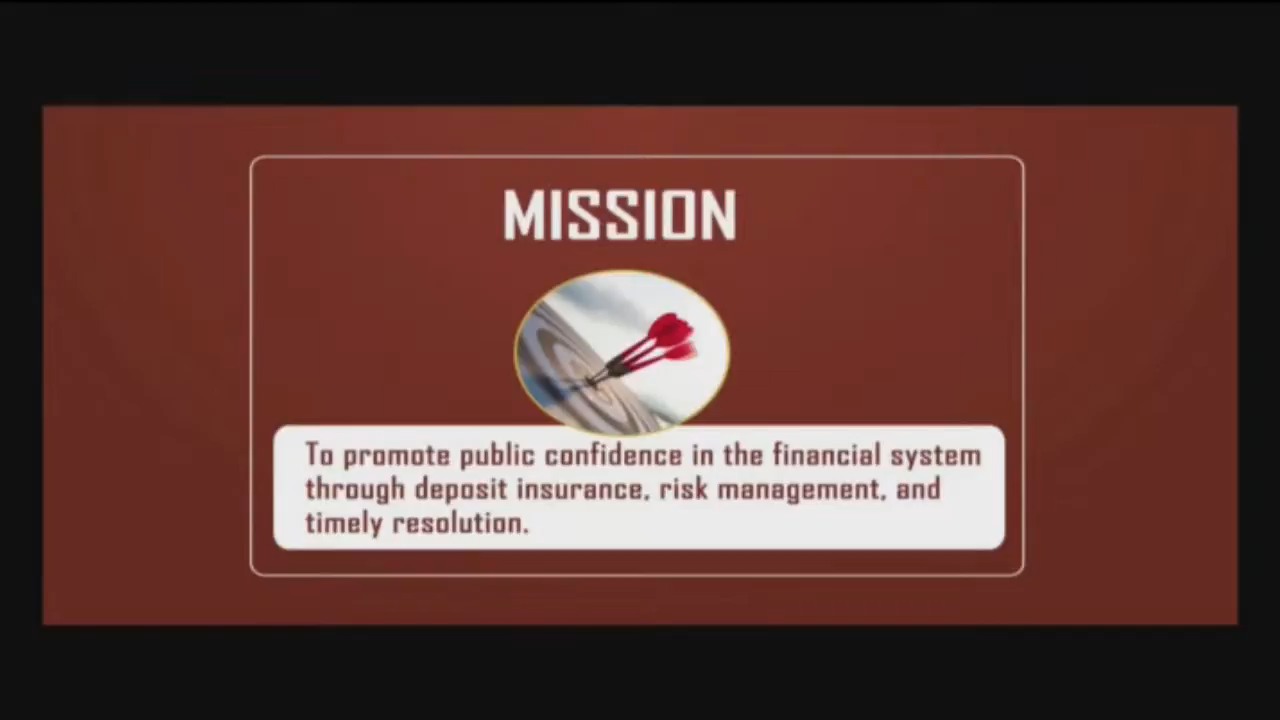 MISSION
To promote public confidence in the financial system
through deposit insurance, risk management, and
timely resolution.